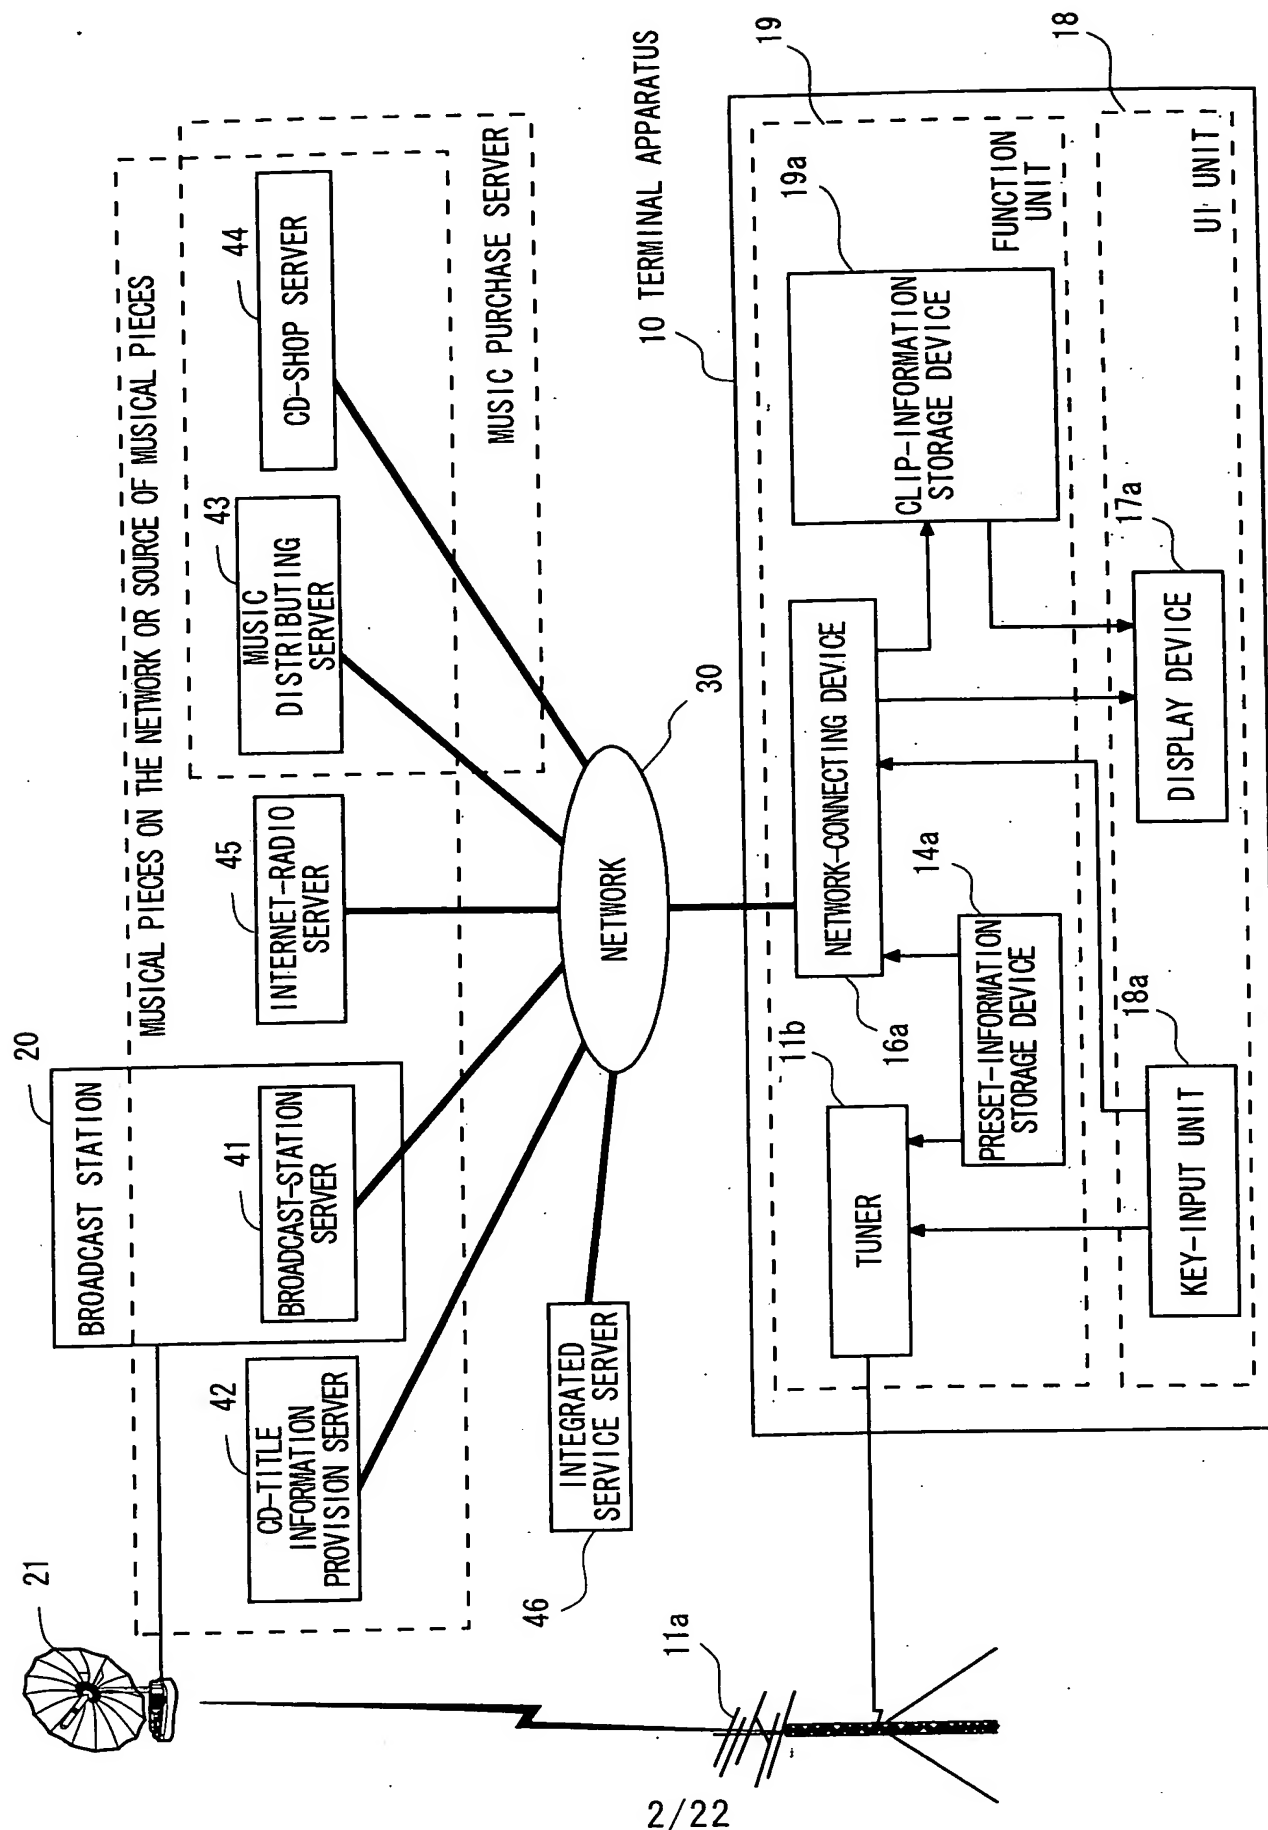 21
20
BROADCAST STATION
MUSICAL PIECES ON THE NETWORK OR SOURCE OF MUSICAL PIECES
42
CD-TITLE
INFORMATION
PROVISION SERVER
41
BROADCAST-STATION
SERVER
45
INTERNET-RADIO
SERVER
43
MUSIC
DISTRIBUTING
SERVER
44
CD-SHOP SERVER
MUSIC PURCHASE SERVER
46
INTEGRATED
SERVICE SERVER
NETWORK
30
10 TERMINAL APPARATUS
11a
11b
TUNER
16a
NETWORK-CONNECTING DEVICE
19
19a
CLIP-INFORMATION
STORAGE DEVICE
FUNCTION
UNIT
14a
PRESET-INFORMATION
STORAGE DEVICE
18
18a
KEY-INPUT UNIT
17a
DISPLAY DEVICE
UI UNIT
2/22